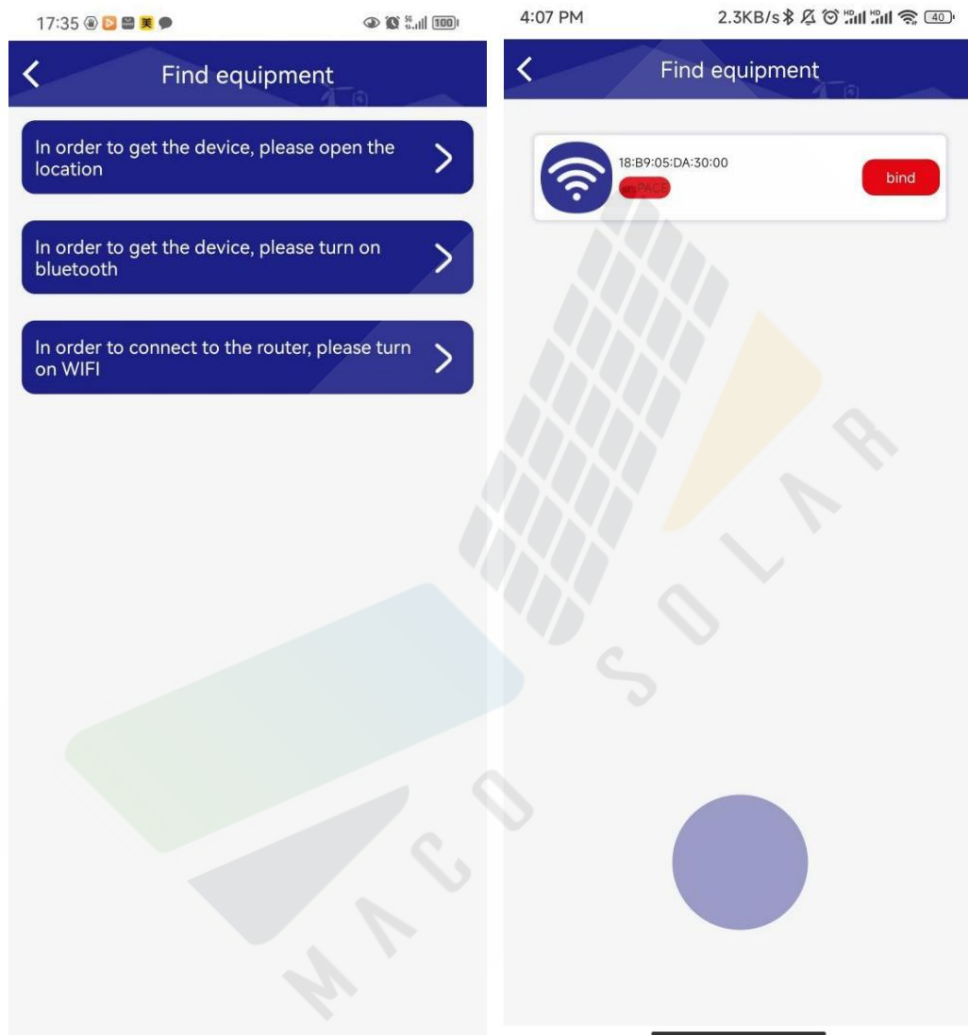 17:35
100
Find equipment
In order to get the device, please open the
location
In order to get the device, please turn on
bluetooth
In order to connect to the router, please turn
on WIFI
4:07 PM
2.3KB/s
40
Find equipment
18:B9:05:DA:30:00
PACE
bind
MACO SOLAR